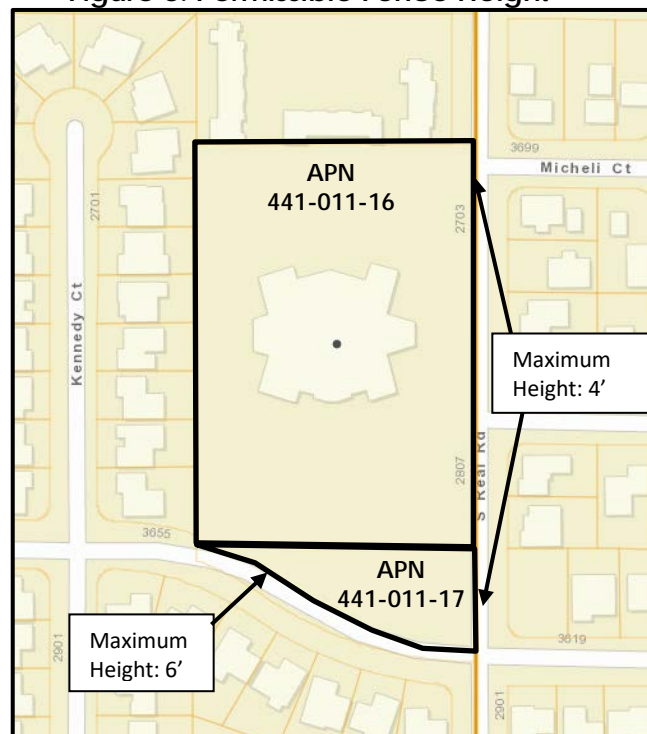 Figure Permissible Fence Height
3699
Micheli Ct
APN
441-011-16
2701
2703
Kennedy Ct
Maximum
Height: 4’
2807
S Real Rd
3655
APN
441-011-17
Maximum
Height: 6’
2901
3619
2901